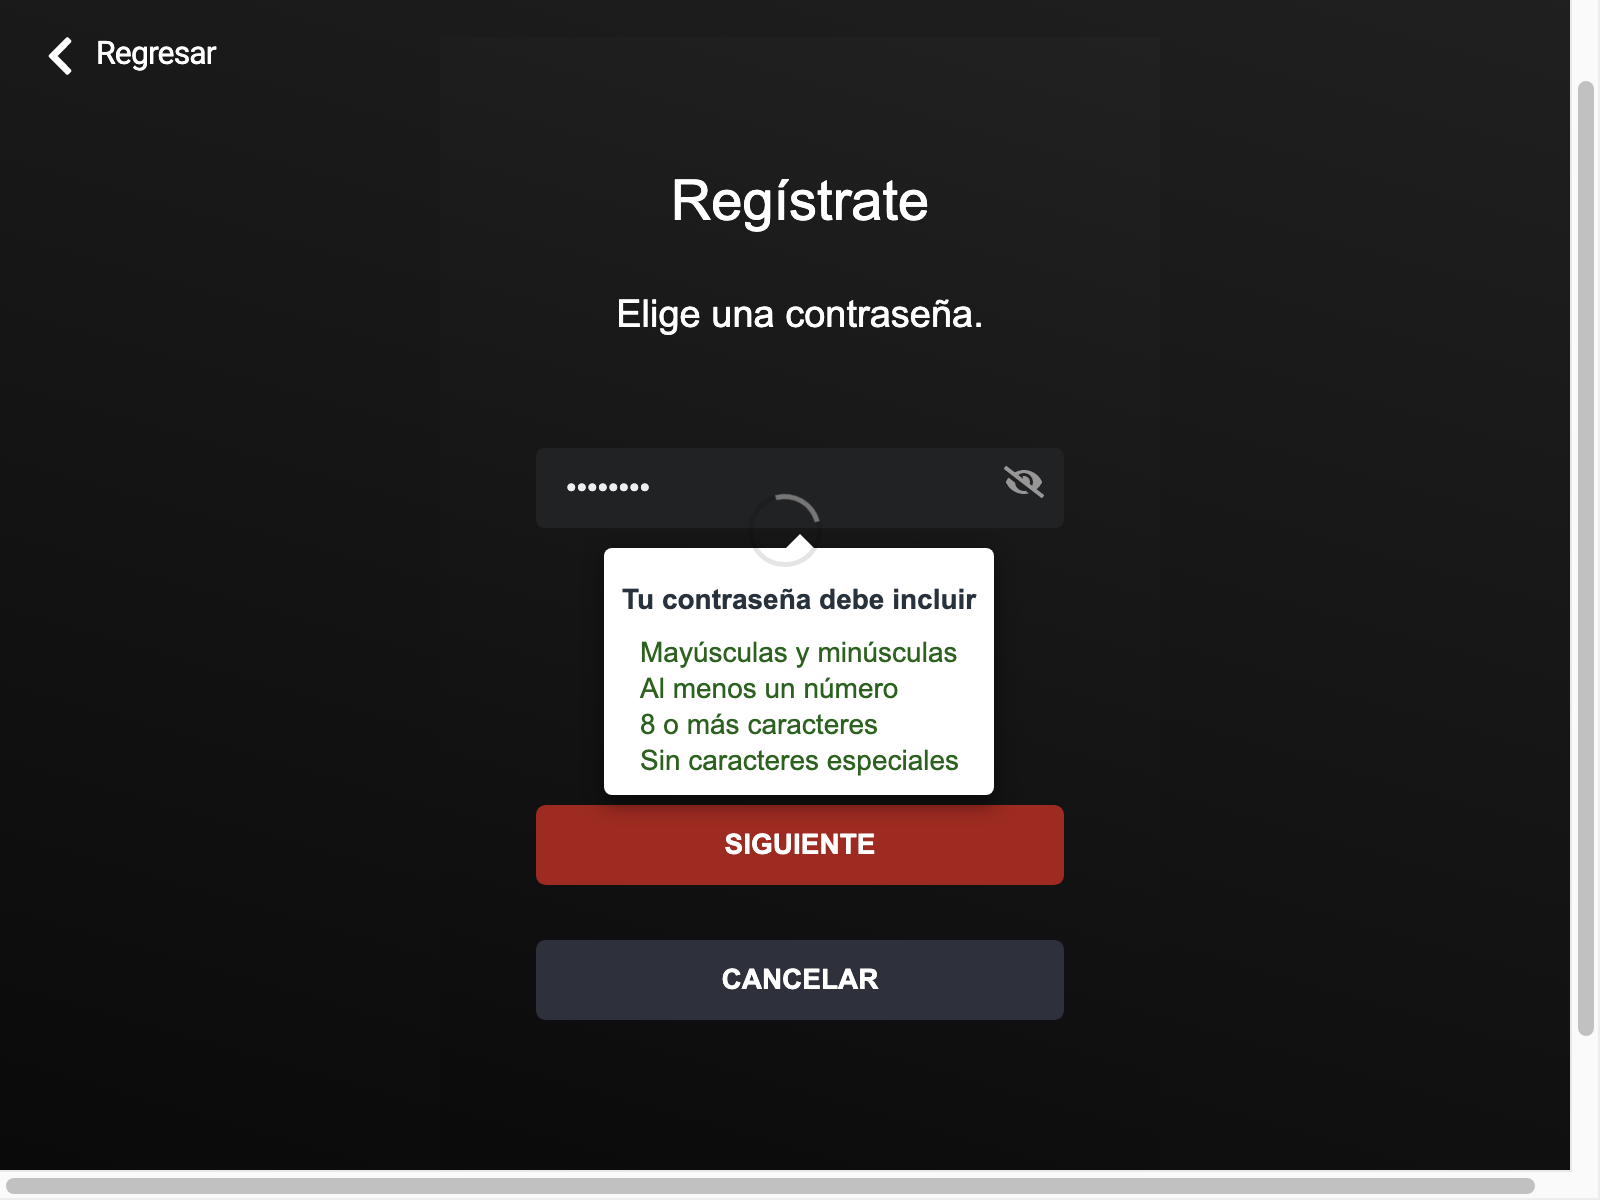 Regresar
Regístrate
Elige una contraseña.
••••••••
Tu contraseña debe incluir
Mayúsculas y minúsculas
Al menos un número
8 o más caracteres
Sin caracteres especiales
SIGUIENTE
CANCELAR